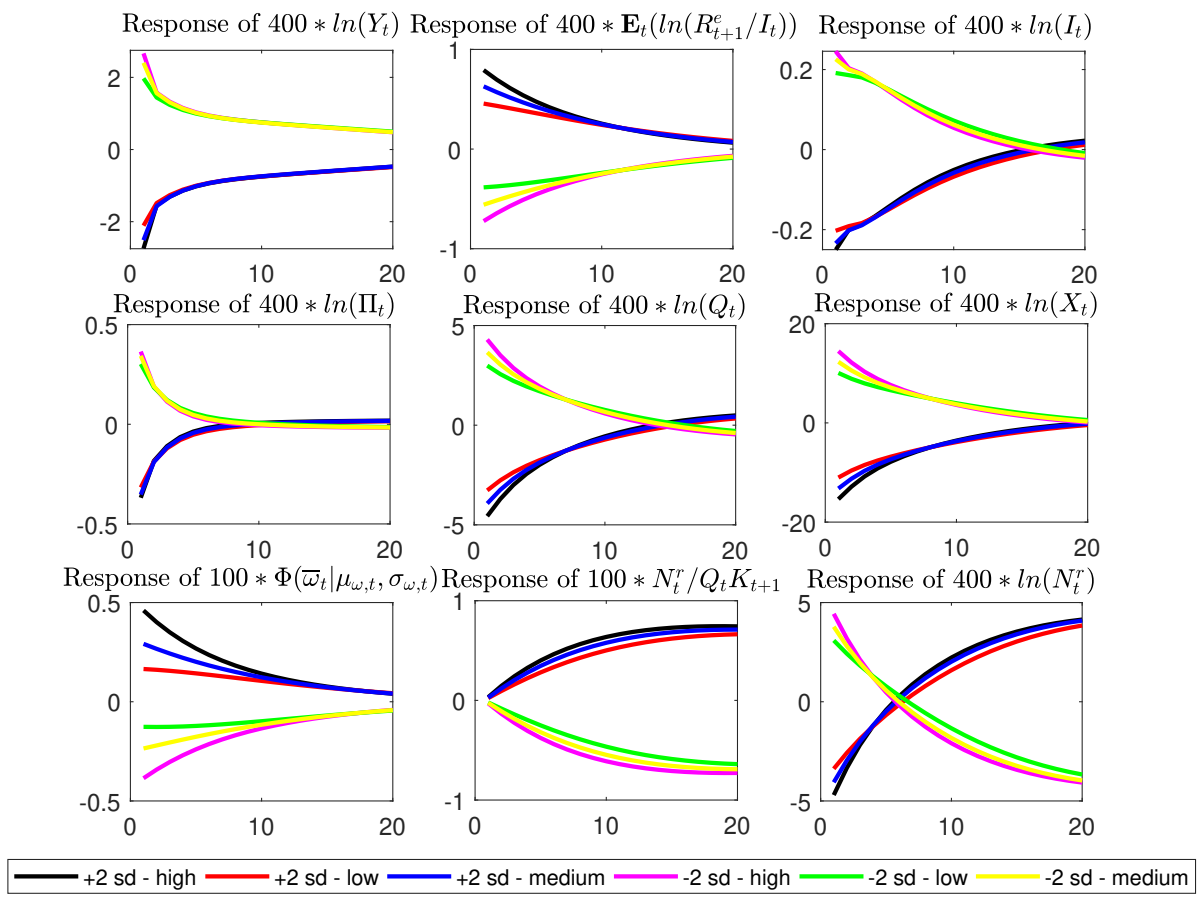 Response of 400 ∗ ln(Y_t) Response of 400 ∗ E_t(ln(R^e_{t+1}/I_t)) Response of 400 ∗ ln(I_t)
2
0
-2
0 10 20
1
0
-1
0 10 20
0.2
0
-0.2
0 10 20
Response of 400 ∗ ln(Π_t) Response of 400 ∗ ln(Q_t) Response of 400 ∗ ln(X_t)
0.5
0
-0.5
0 10 20
5
0
-5
0 10 20
20
0
-20
0 10 20
Response of 100 ∗ Φ(ω̅_t|μ_{ω,t}, σ_{ω,t}) Response of 100 ∗ N^r_t/Q_tK_{t+1} Response of 400 ∗ ln(N^r_t)
0.5
0
-0.5
0 10 20
1
0
-1
0 10 20
5
0
-5
0 10 20
+2 sd - high +2 sd - low +2 sd - medium -2 sd - high -2 sd - low -2 sd - medium